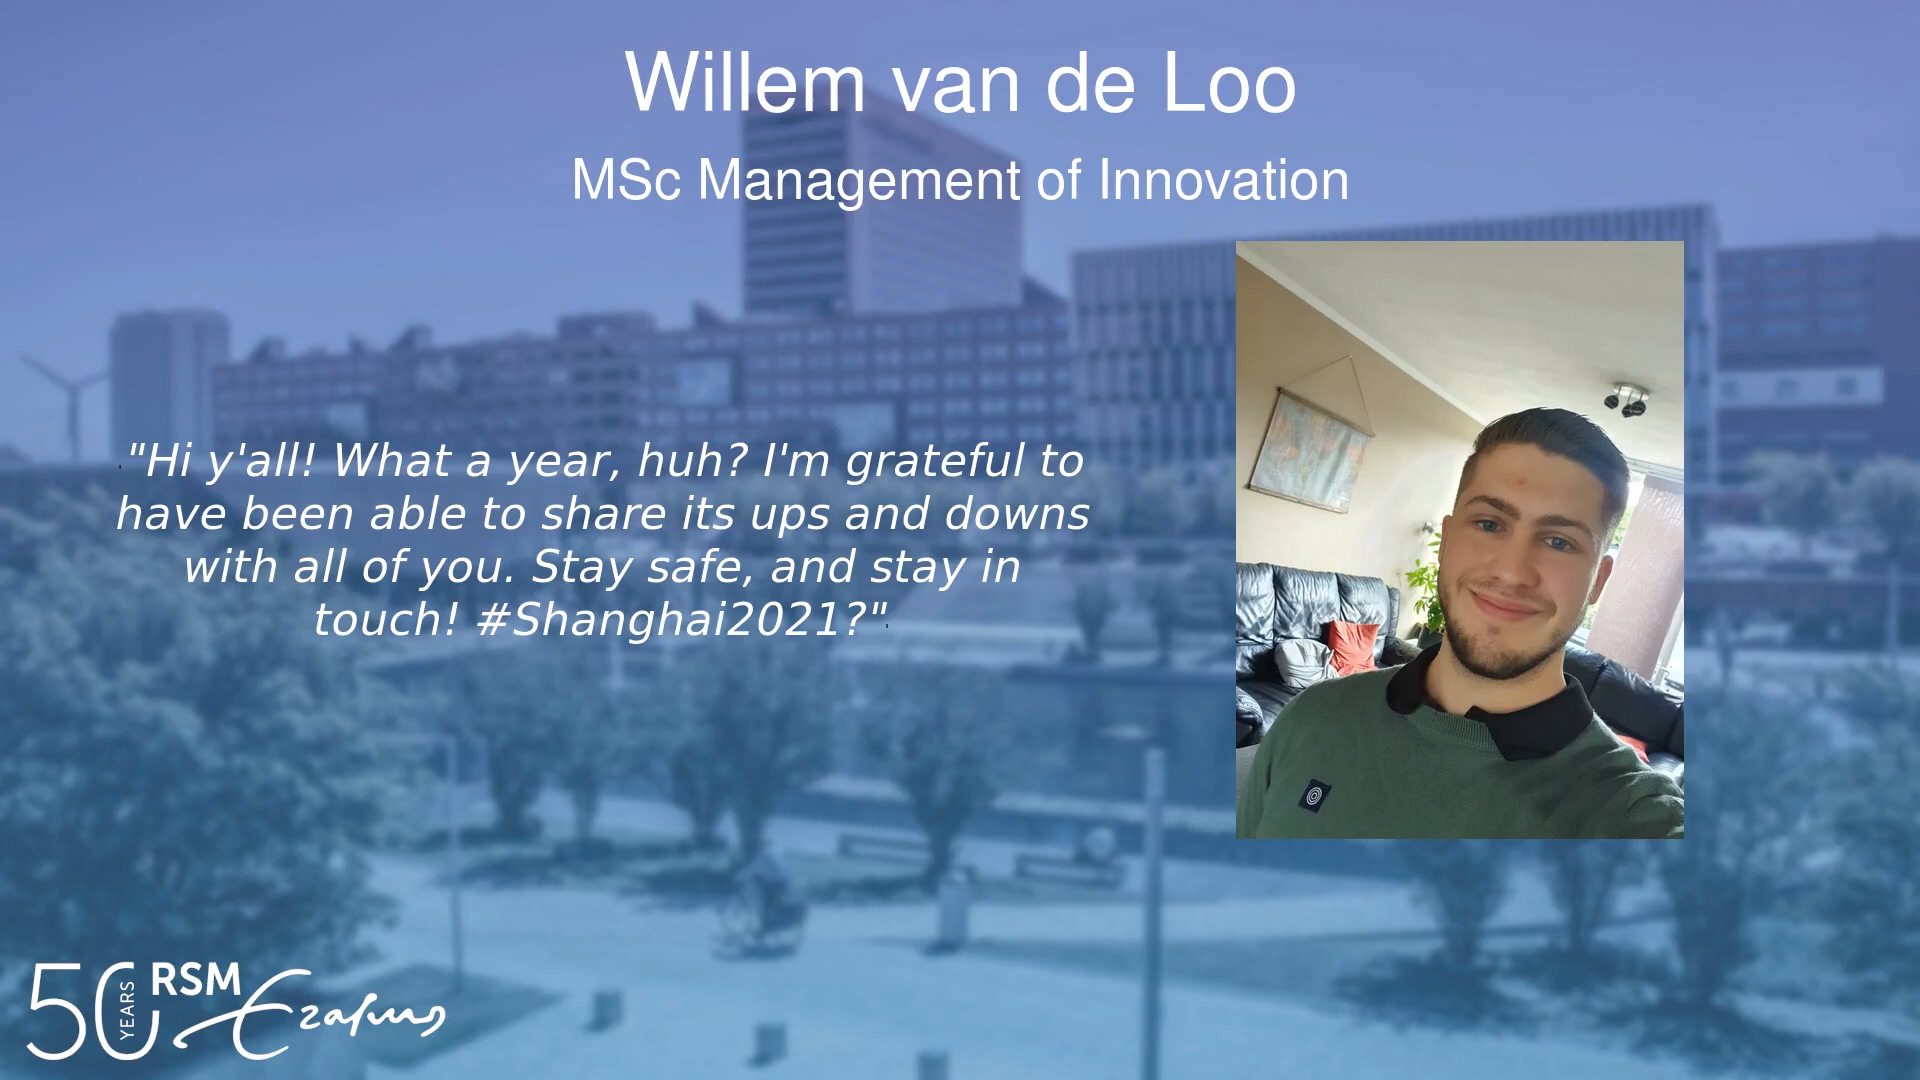 Willem van de Loo
MSc Management of Innovation
"Hi y'all! What a year, huh? I'm grateful to
have been able to share its ups and downs
with all of you. Stay safe, and stay in
touch! #Shanghai2021?"
50 YEARS RSM
Erasmus